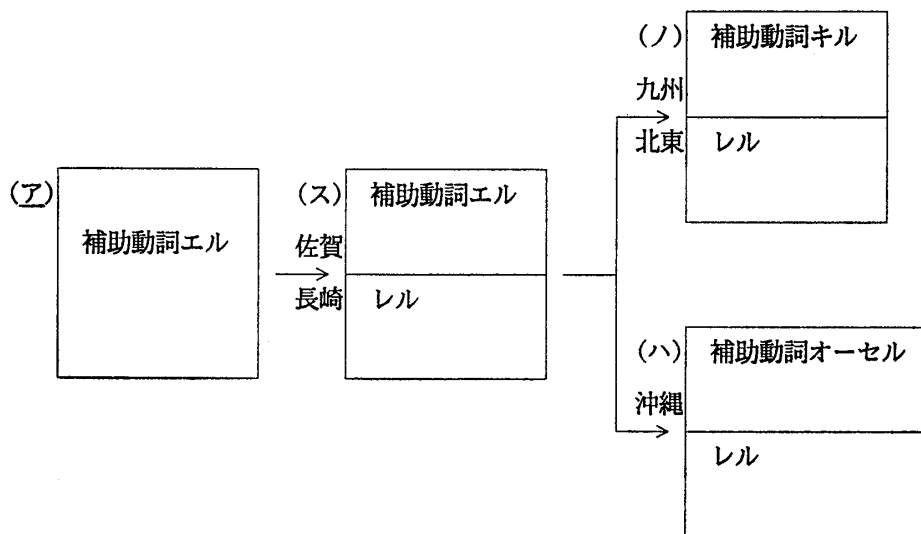 (ア)
補助動詞エル
(ス)
佐賀
長崎
補助動詞エル
レル
(ノ)
九州
北東
補助動詞キル
レル
(ハ)
沖縄
補助動詞オーセル
レル